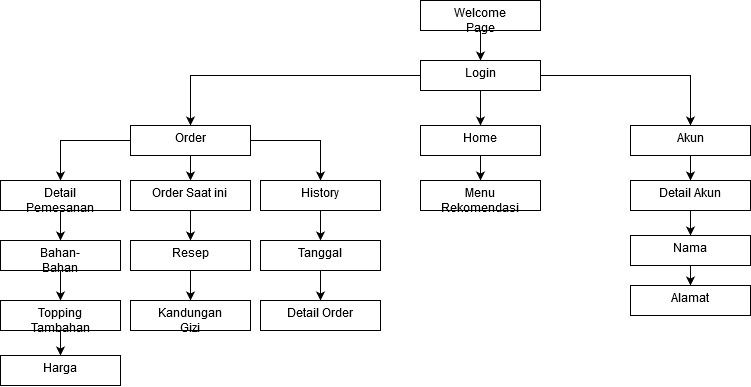 Welcome
Page
Login
Order
Home
Akun
Detail
Pemesanan
Order Saat ini
History
Menu
Rekomendasi
Detail Akun
Bahan-
Bahan
Resep
Tanggal
Nama
Topping
Tambahan
Kandungan
Gizi
Detail Order
Alamat
Harga